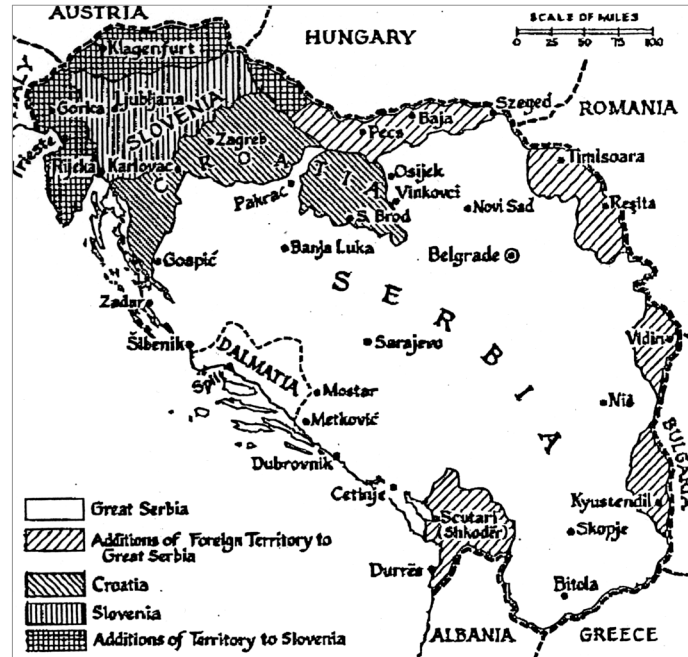 AUSTRIA
HUNGARY
SCALE OF MILES
0 25 50 100
ROMANIA
ITALY
Klagenfurt
Gorica
Ljubljana
SLOVENIA
Trieste
Rijeka
Karlovac
Zagreb
CROATIA
Pecs
Baja
Szeged
Timisoara
Reşita
Pakrac
Osijek
Vinkovci
S. Brod
Novi Sad
Banja Luka
Belgrade
Gospić
Zadar
SERBIA
Šibenik
DALMATIA
Split
Sarajevo
Mostar
Metković
Vidin
Niš
BULGARIA
Dubrovnik
Cetinje
Scutari
(Shkodër)
Kyustendil
Skopje
Durrës
Bitola
ALBANIA
GREECE
Great Serbia
Additions of Foreign Territory to
Great Serbia
Croatia
Slovenia
Additions of Territory to Slovenia